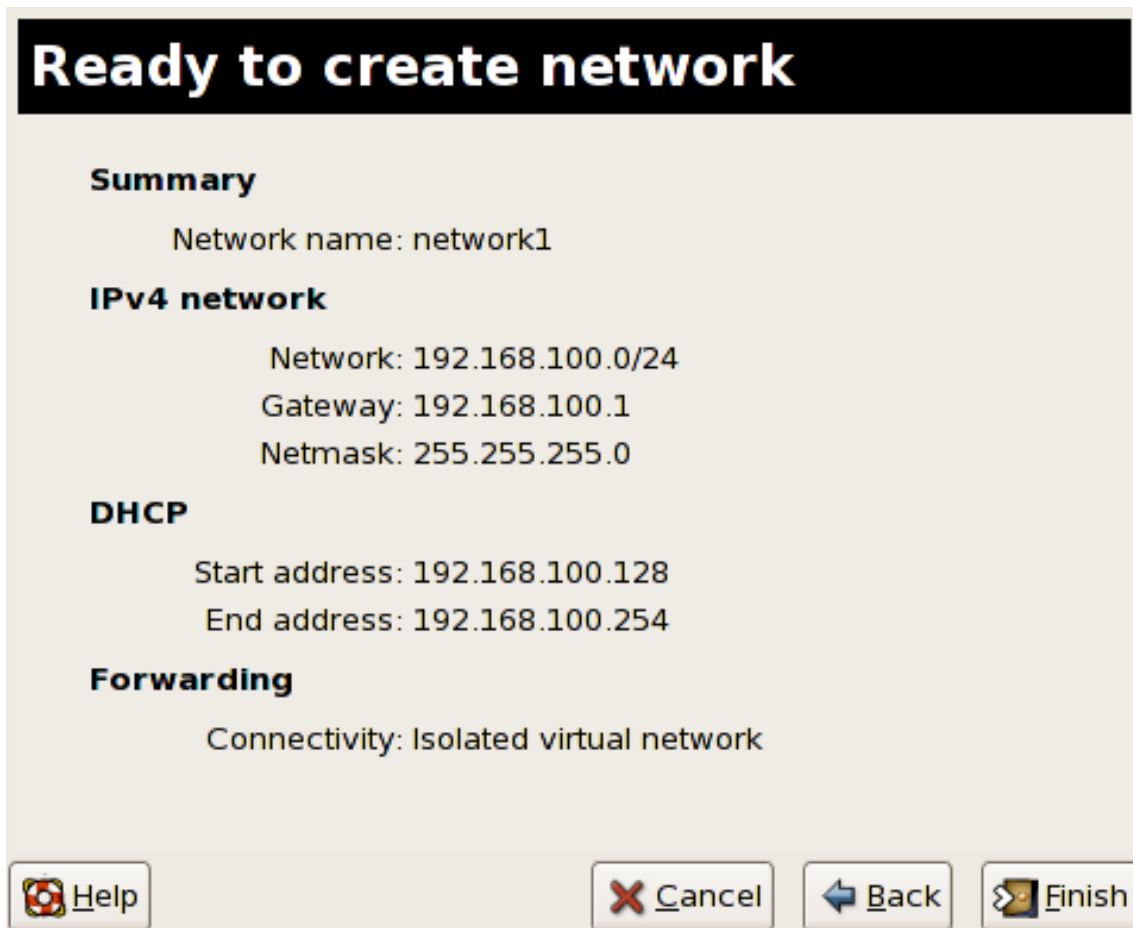 Ready to create network
Summary
Network name: network1
IPv4 network
Network: 192.168.100.0/24
Gateway: 192.168.100.1
Netmask: 255.255.255.0
DHCP
Start address: 192.168.100.128
End address: 192.168.100.254
Forwarding
Connectivity: Isolated virtual network
Help Cancel Back Finish